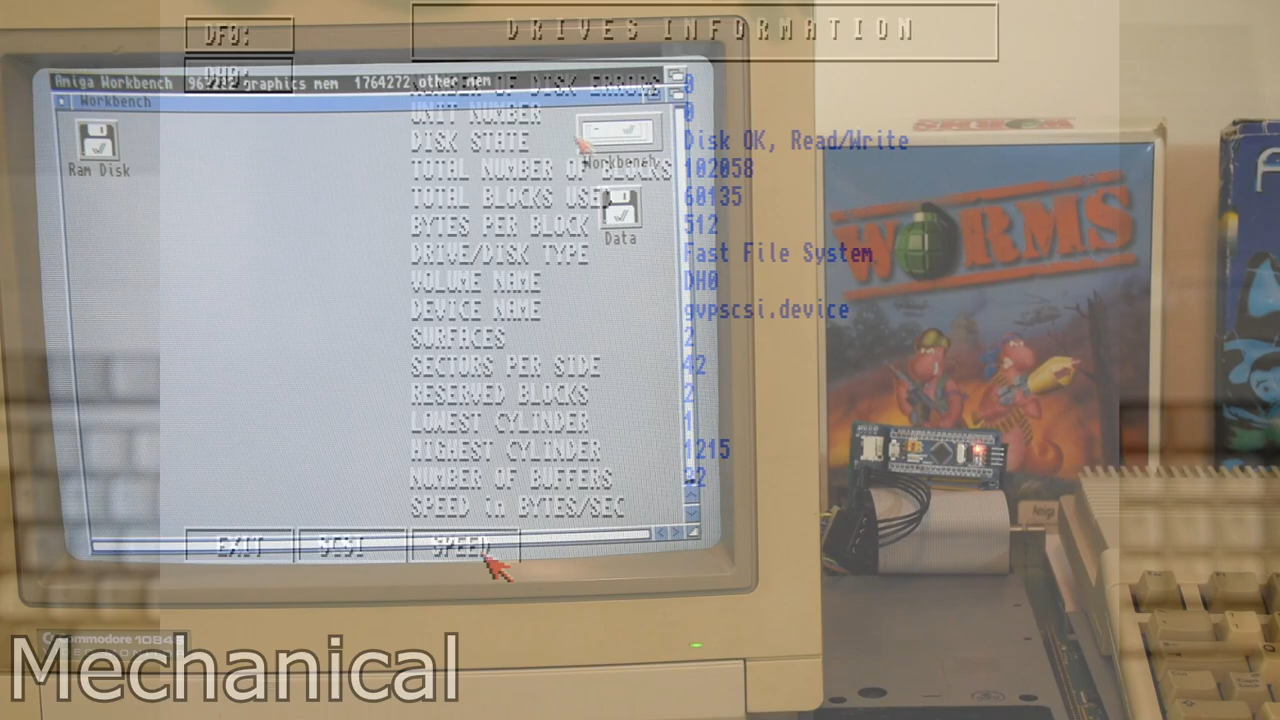 DF0:
DRIVES INFORMATION
DH0:
Amiga Workbench graphics mem 1764272 other mem
NUMBER OF DISK ERRORS 0
Workbench
UNIT NUMBER 0
DISK STATE Disk OK, Read/Write
Ram Disk
Workbench
TOTAL NUMBER OF BLOCKS 102058
TOTAL BLOCKS USED 60135
BYTES PER BLOCK 512
Data
DRIVE/DISK TYPE Fast File System
VOLUME NAME DH0
DEVICE NAME gvpscsi.device
SURFACES 2
SECTORS PER SIDE 42
RESERVED BLOCKS 2
LOWEST CYLINDER 1
HIGHEST CYLINDER 1215
NUMBER OF BUFFERS
SPEED in BYTES/SEC
EXIT SCSI SPEED
WORMS
Commodore 1084S
Mechanical